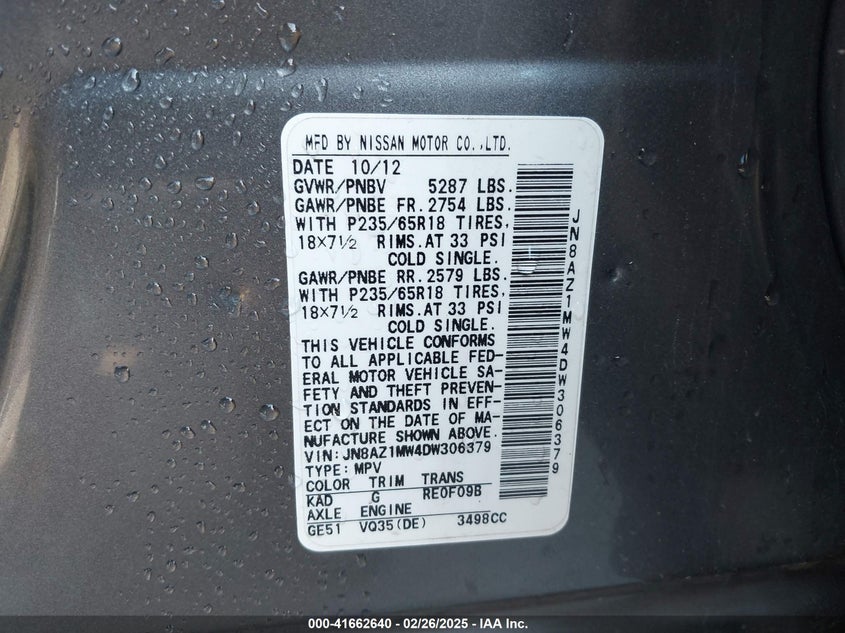 MFD BY NISSAN MOTOR CO.,LTD.
DATE 10/12
GVWR/PNBV 5287 LBS.
GAWR/PNBE FR. 2754 LBS.
WITH P235/65R18 TIRES,
18×7½ RIMS. AT 33 PSI
COLD SINGLE.
GAWR/PNBE RR. 2579 LBS.
WITH P235/65R18 TIRES,
18×7½ RIMS. AT 33 PSI
COLD SINGLE.
THIS VEHICLE CONFORMS
TO ALL APPLICABLE FED-
ERAL MOTOR VEHICLE SA-
FETY AND THEFT PREVEN-
TION STANDARDS IN EFF-
ECT ON THE DATE OF MA-
NUFACTURE SHOWN ABOVE.
VIN: JN8AZ1MW4DW306379
TYPE: MPV
COLOR TRIM TRANS
KAD G RE0F09B
AXLE ENGINE
GE51 VQ35(DE) 3498CC
JN8AZ1MW4DW306379
000-41662640 - 02/26/2025 - © IAA Inc.